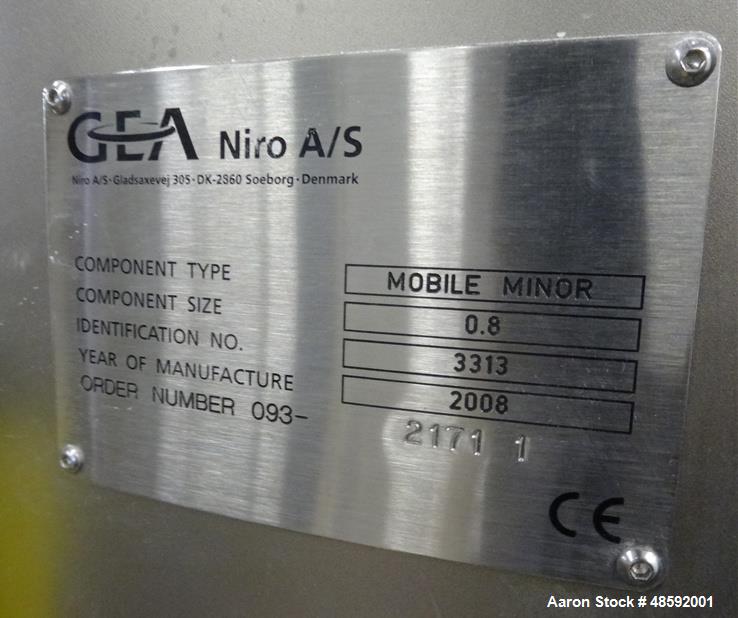 GEA Niro A/S
Niro A/S·Gladsaxevej 305·DK-2860 Soeborg·Denmark
COMPONENT TYPE MOBILE MINOR
COMPONENT SIZE 0.8
IDENTIFICATION NO. 3313
YEAR OF MANUFACTURE 2008
ORDER NUMBER 093- 2171 1
CE
Aaron Stock # 48592001